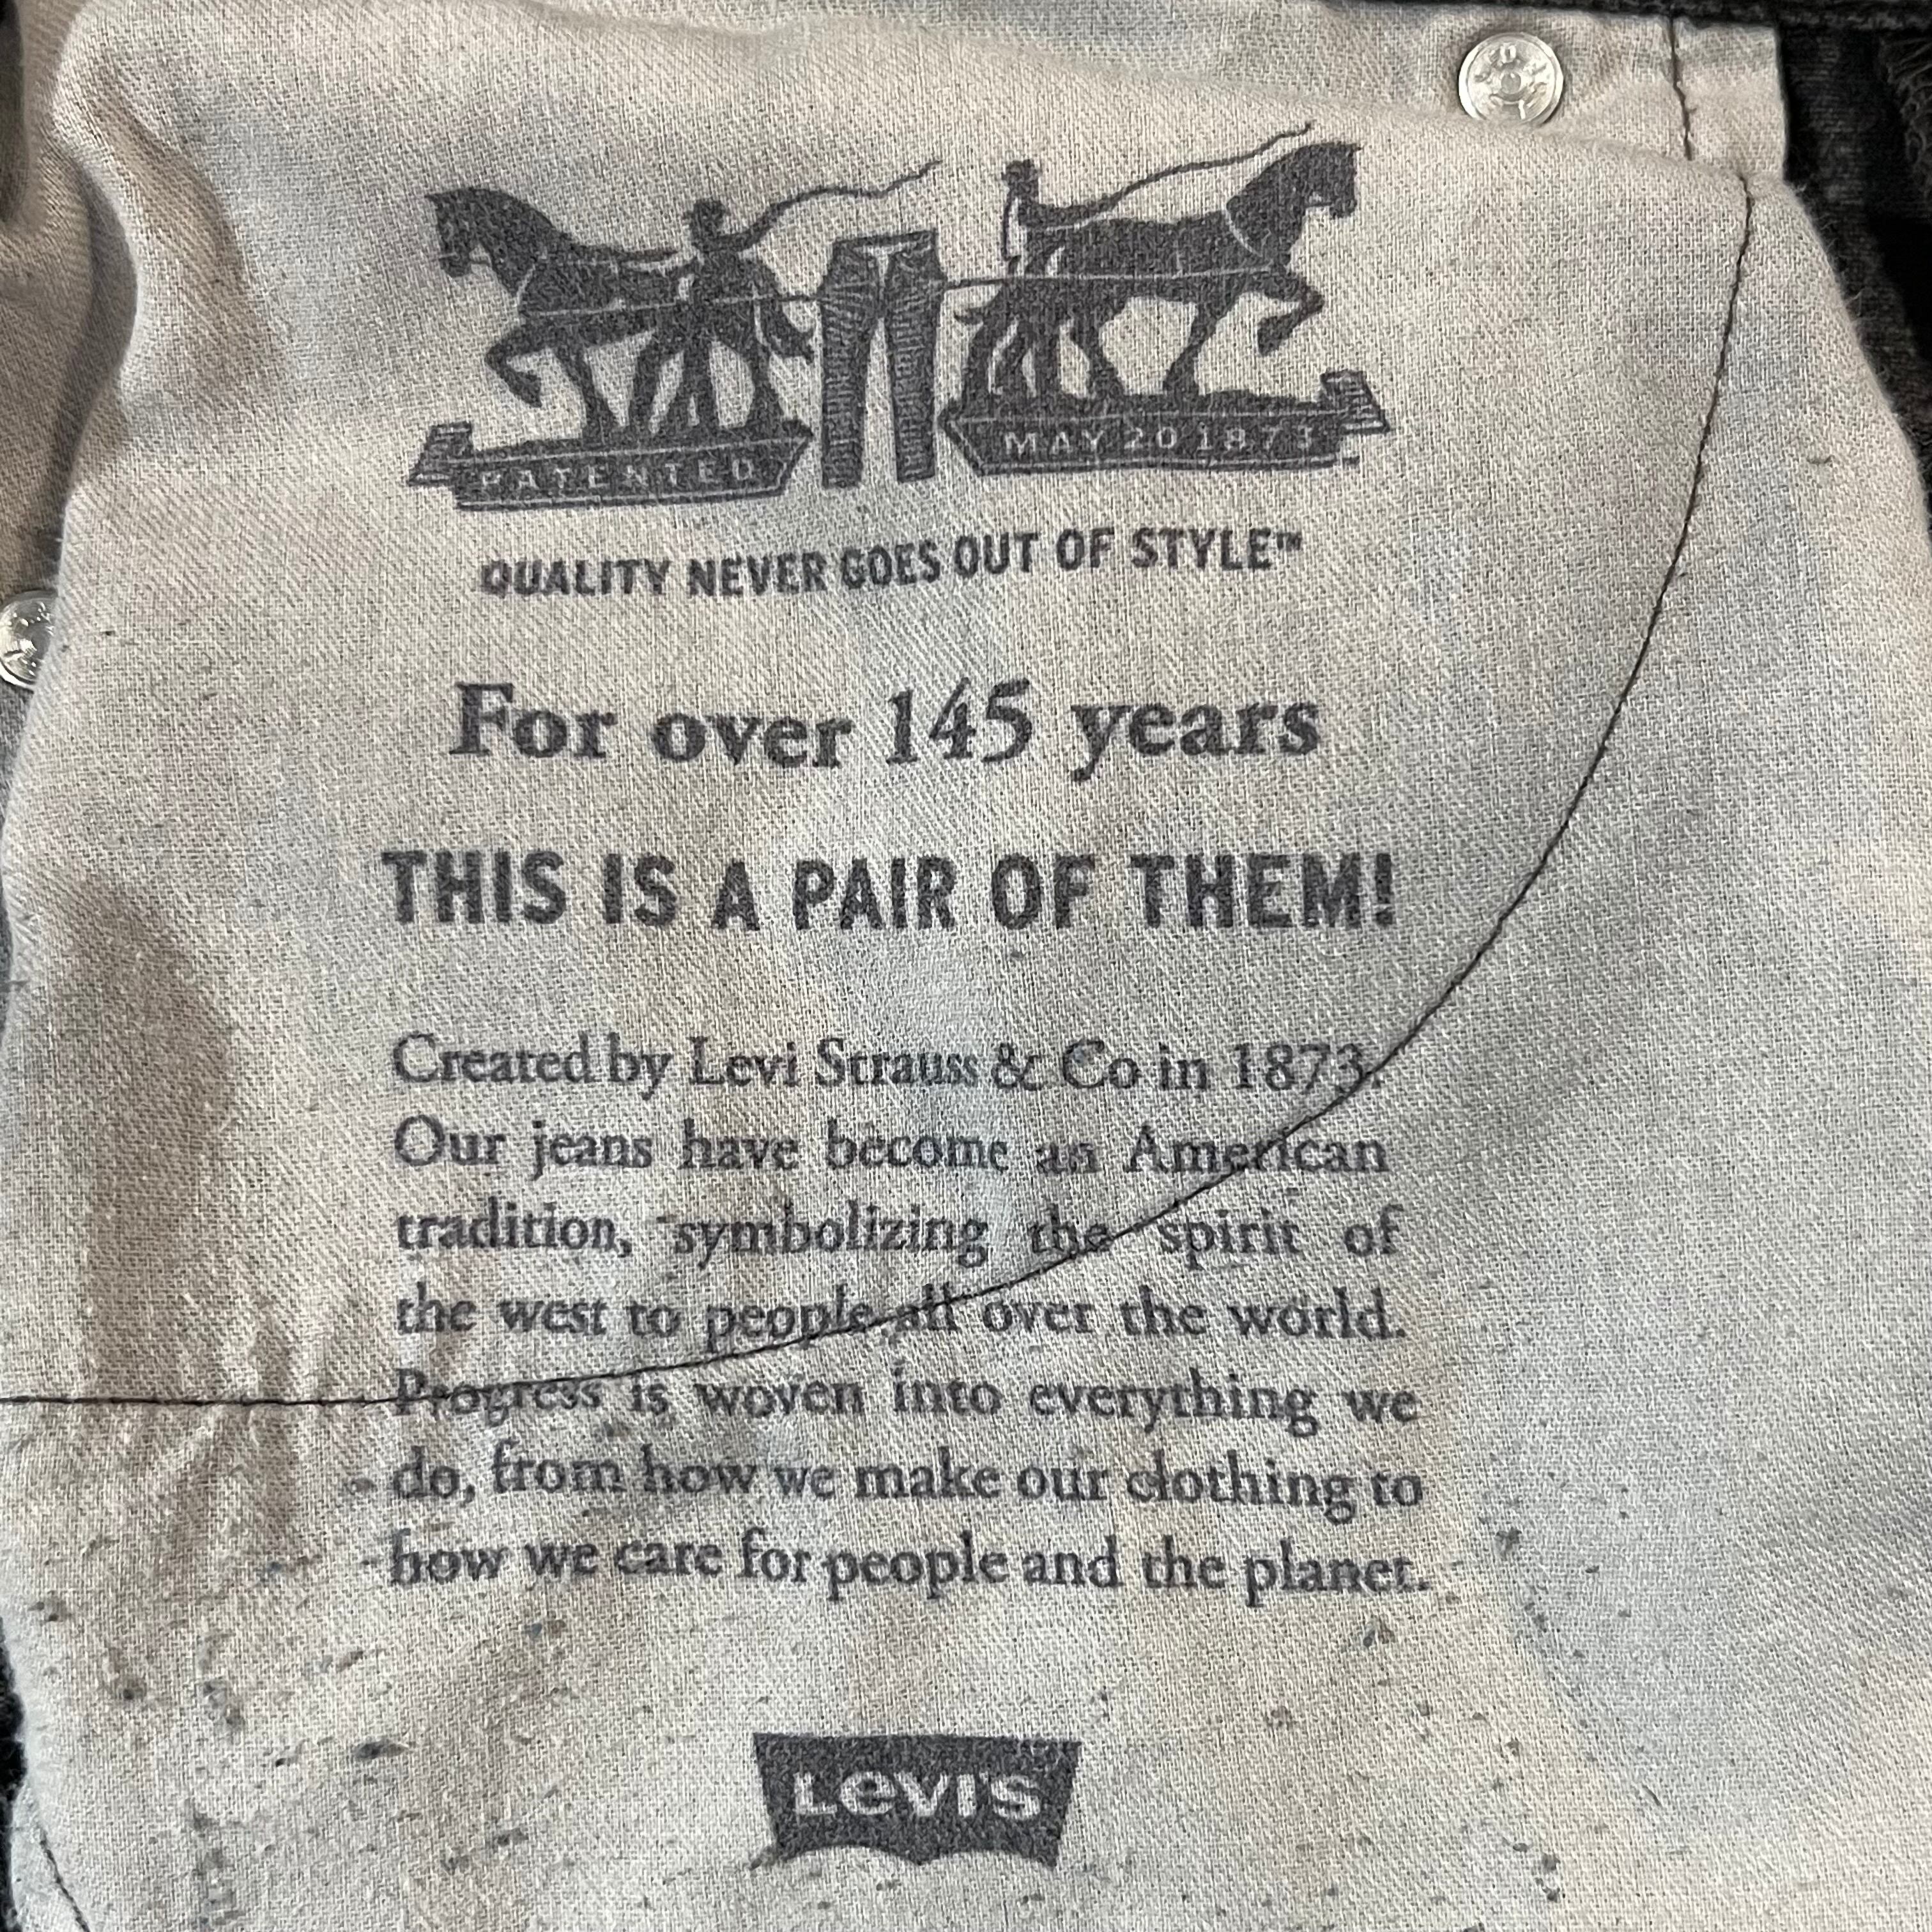 PATENTED
MAY 20 1873
QUALITY NEVER GOES OUT OF STYLE™
For over 145 years
THIS IS A PAIR OF THEM!
Created by Levi Strauss & Co in 1873.
Our jeans have become an American
tradition, symbolizing the spirit of
the west to people all over the world.
Progress is woven into everything we
do, from how we make our clothing to
how we care for people and the planet.
Levi's